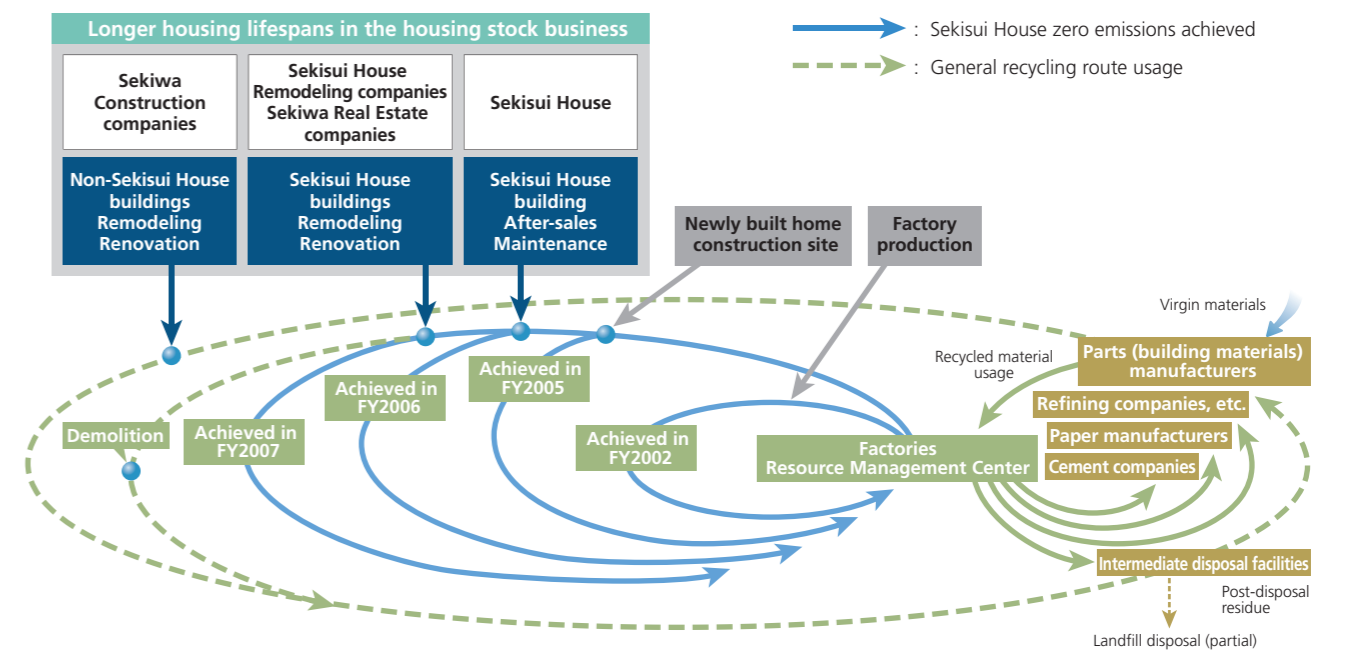 Longer housing lifespans in the housing stock business
Sekiwa
Construction
companies
Sekisui House
Remodeling companies
Sekiwa Real Estate
companies
Sekisui House
Non-Sekisui House
buildings
Remodeling
Renovation
Sekisui House
buildings
Remodeling
Renovation
Sekisui House
building
After-sales
Maintenance
: Sekisui House zero emissions achieved
: General recycling route usage
Newly built home
construction site
Factory
production
Virgin materials
Parts (building materials)
manufacturers
Recycled material
usage
Refining companies, etc.
Paper manufacturers
Cement companies
Achieved in
FY2005
Achieved in
FY2006
Demolition
Achieved in
FY2007
Achieved in
FY2002
Factories
Resource Management Center
Intermediate disposal facilities
Post-disposal
residue
Landfill disposal (partial)